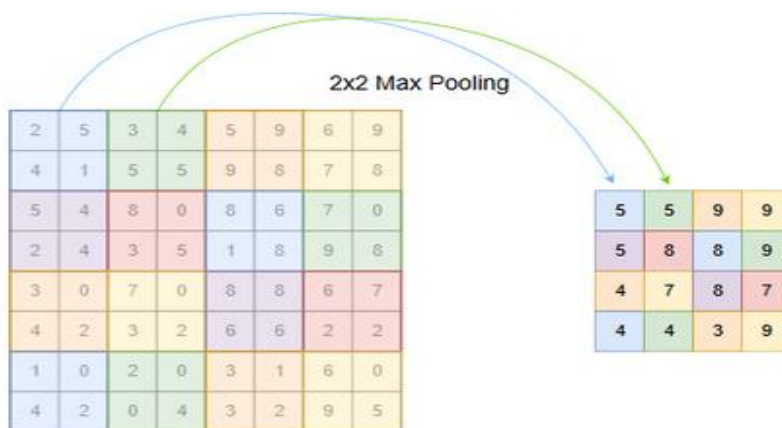 2x2 Max Pooling
2 5 3 4 5 9 6 9
4 1 5 5 9 8 7 8
5 4 8 0 8 6 7 0
2 4 3 5 1 8 9 8
3 0 7 0 8 8 6 7
4 2 3 2 6 6 2 2
1 0 2 0 3 1 6 0
4 2 0 4 3 2 9 5
5 5 9 9
5 8 8 9
4 7 8 7
4 4 3 9